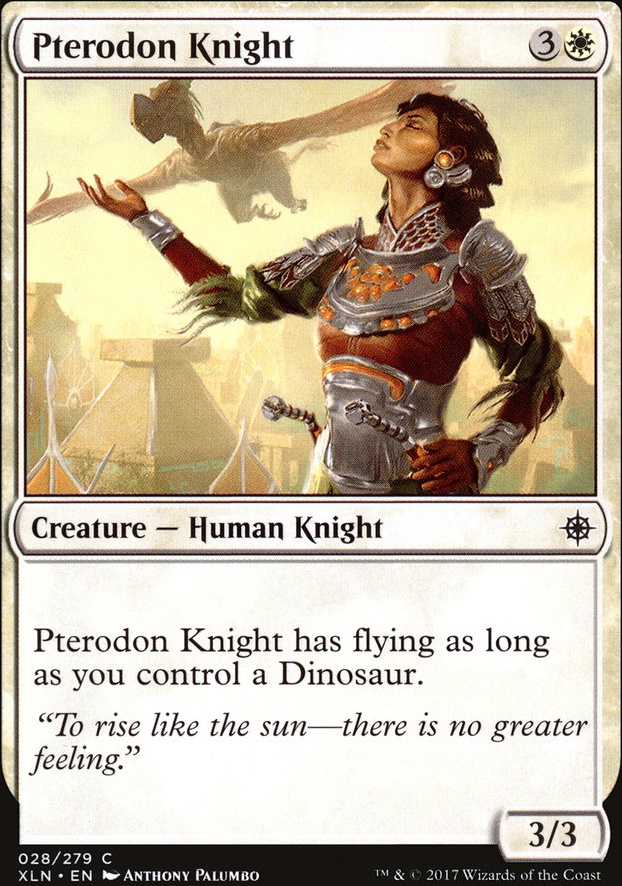 Pterodon Knight 3
Creature — Human Knight
Pterodon Knight has flying as long
as you control a Dinosaur.
“To rise like the sun—there is no greater
feeling.”
3/3
028/279 C
XLN • EN Anthony Palumbo
™ & © 2017 Wizards of the Coast